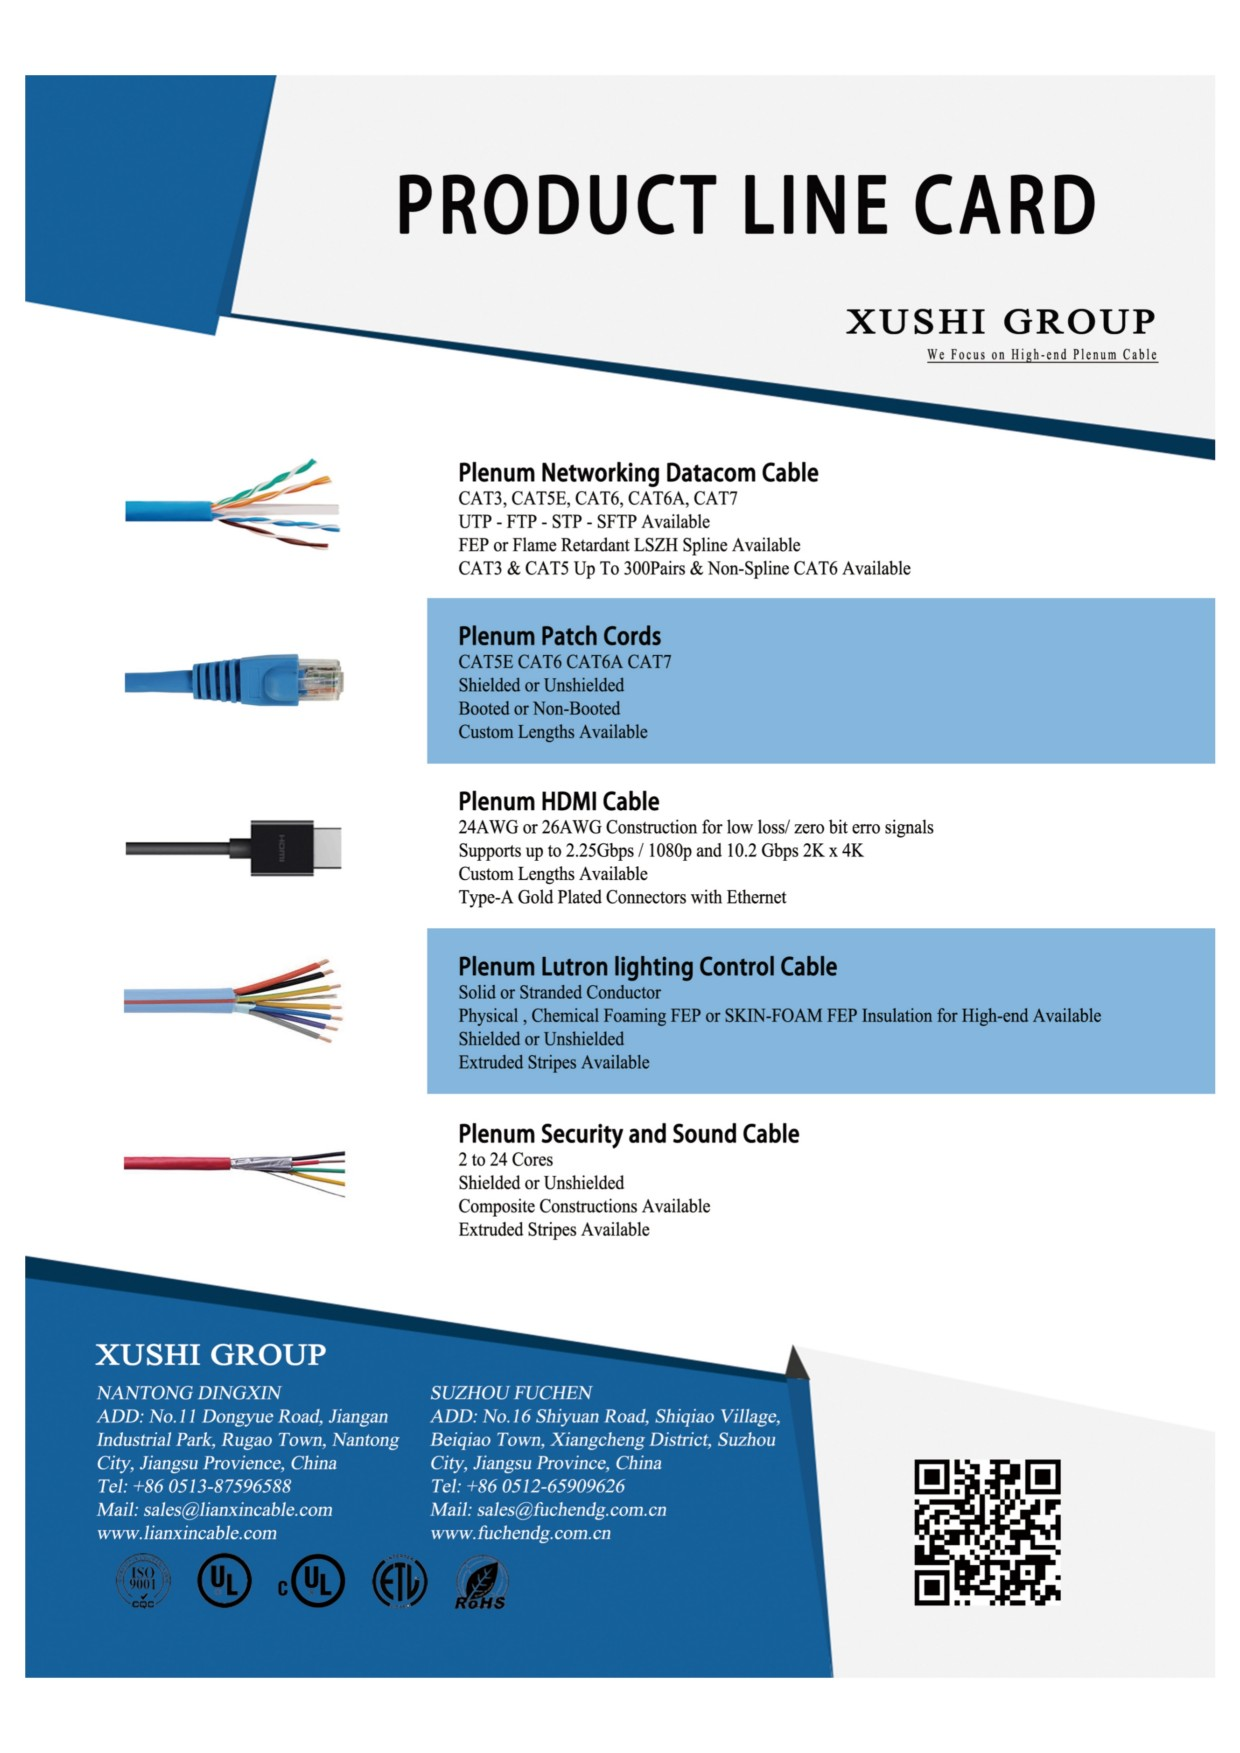 PRODUCT LINE CARD
XUSHI GROUP
We Focus on High-end Plenum Cable
Plenum Networking Datacom Cable
CAT3, CAT5E, CAT6, CAT6A, CAT7
UTP - FTP - STP - SFTP Available
FEP or Flame Retardant LSZH Spline Available
CAT3 & CAT5 Up To 300Pairs & Non-Spline CAT6 Available
Plenum Patch Cords
CAT5E CAT6 CAT6A CAT7
Shielded or Unshielded
Booted or Non-Booted
Custom Lengths Available
Plenum HDMI Cable
24AWG or 26AWG Construction for low loss/ zero bit erro signals
Supports up to 2.25Gbps / 1080p and 10.2 Gbps 2K x 4K
Custom Lengths Available
Type-A Gold Plated Connectors with Ethernet
HDMI
Plenum Lutron lighting Control Cable
Solid or Stranded Conductor
Physical , Chemical Foaming FEP or SKIN-FOAM FEP Insulation for High-end Available
Shielded or Unshielded
Extruded Stripes Available
Plenum Security and Sound Cable
2 to 24 Cores
Shielded or Unshielded
Composite Constructions Available
Extruded Stripes Available
XUSHI GROUP
NANTONG DINGXIN
ADD: No.11 Dongyue Road, Jiangan
Industrial Park, Rugao Town, Nantong
City, Jiangsu Provience, China
Tel: +86 0513-87596588
Mail: sales@lianxincable.com
www.lianxincable.com
SUZHOU FUCHEN
ADD: No.16 Shiyuan Road, Shiqiao Village,
Beiqiao Town, Xiangcheng District, Suzhou
City, Jiangsu Province, China
Tel: +86 0512-65909626
Mail: sales@fuchendg.com.cn
www.fuchendg.com.cn
ISO
9001
CQC
UL
c UL
ETL
RoHS